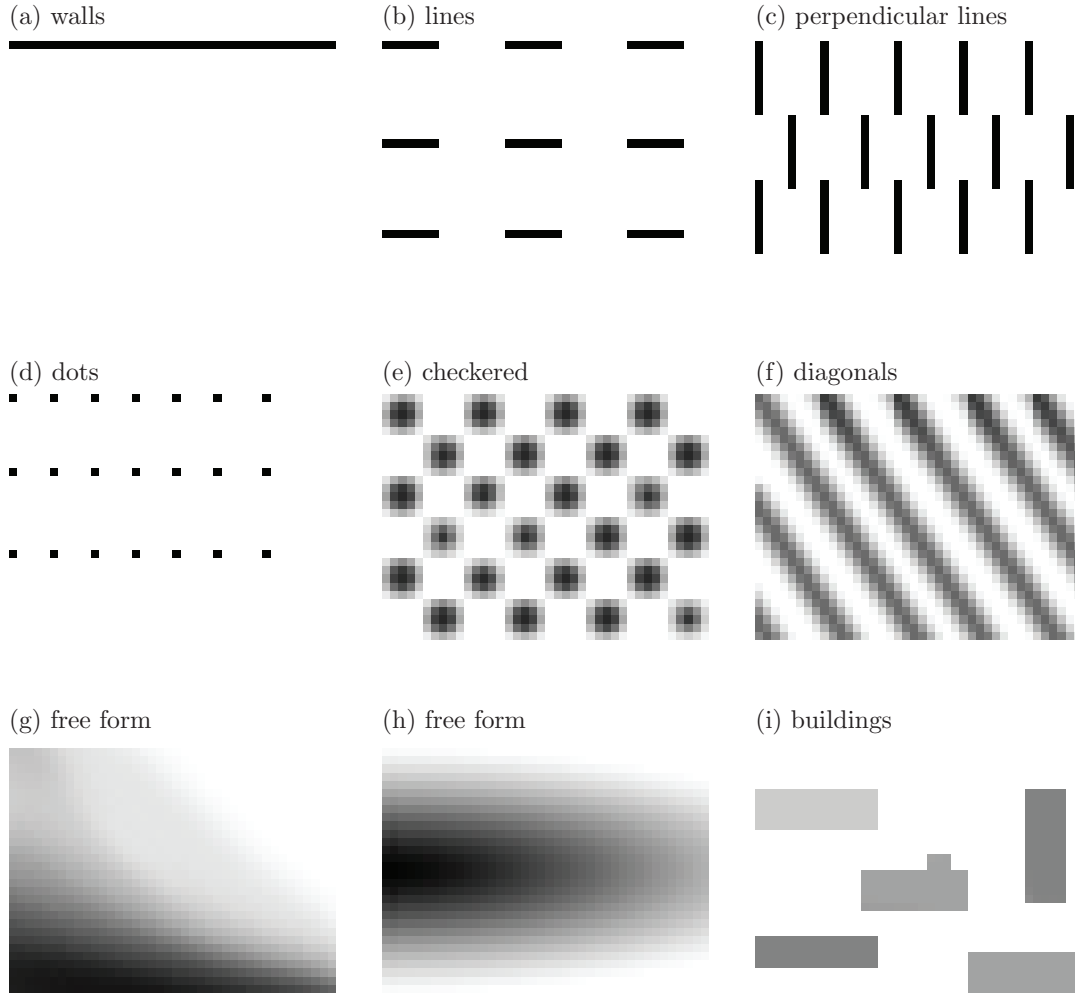 (a) walls
(b) lines
(c) perpendicular lines
(d) dots
(e) checkered
(f) diagonals
(g) free form
(h) free form
(i) buildings